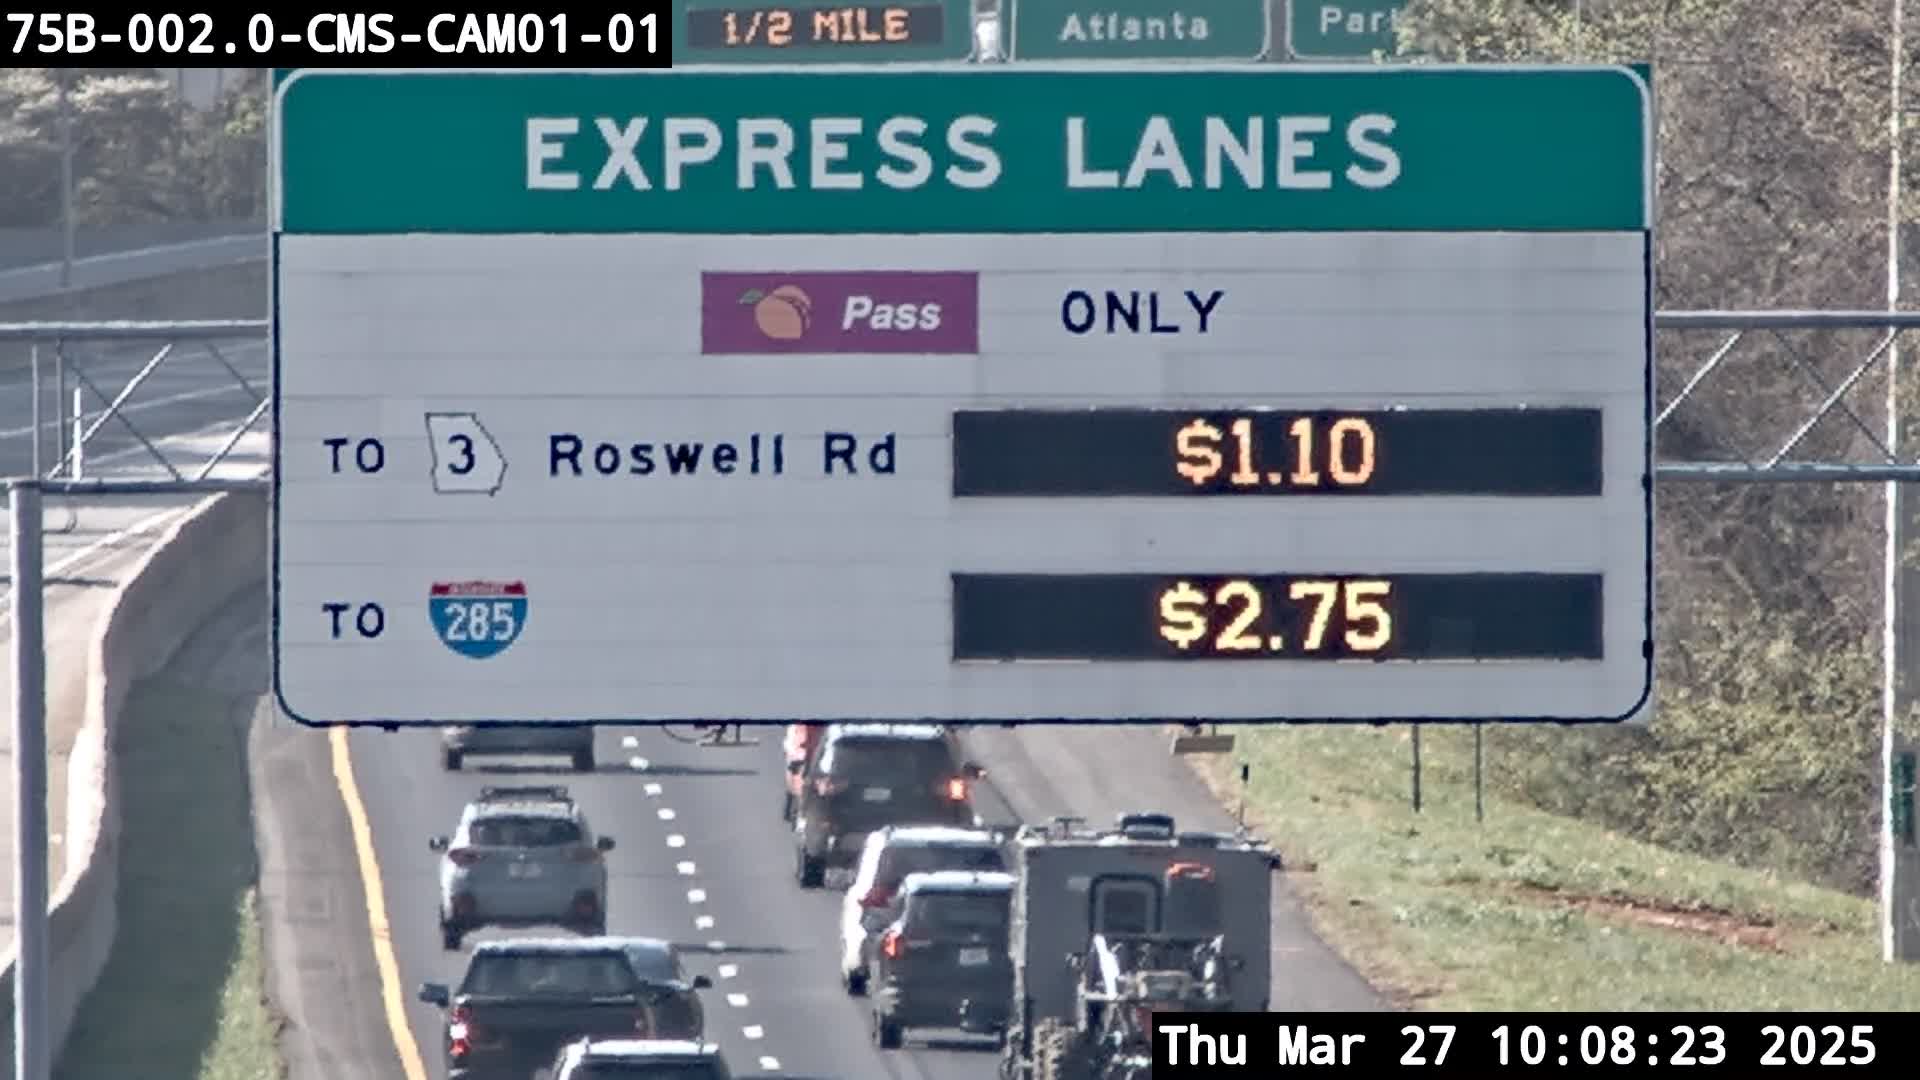 75B-002.0-CMS-CAM01-01
1/2 MILE
Atlanta
EXPRESS LANES
Pass ONLY
TO 3 Roswell Rd $1.10
TO 285 $2.75
Thu Mar 27 10:08:23 2025